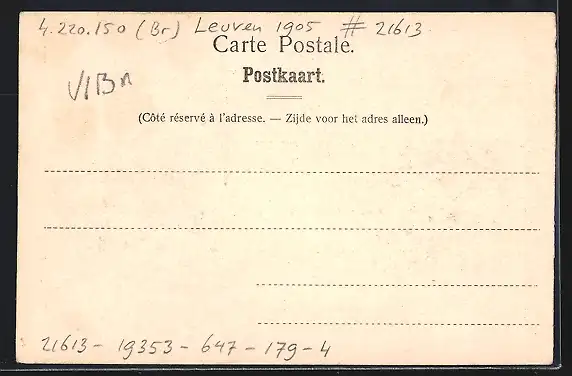 4.220.150 (Br) Leuven 1905 # 21613
Carte Postale.
Postkaart.
V/Bn
(Côté réservé à l'adresse. — Zijde voor het adres alleen.)
21613 - 19353 - 647 - 179 - 4